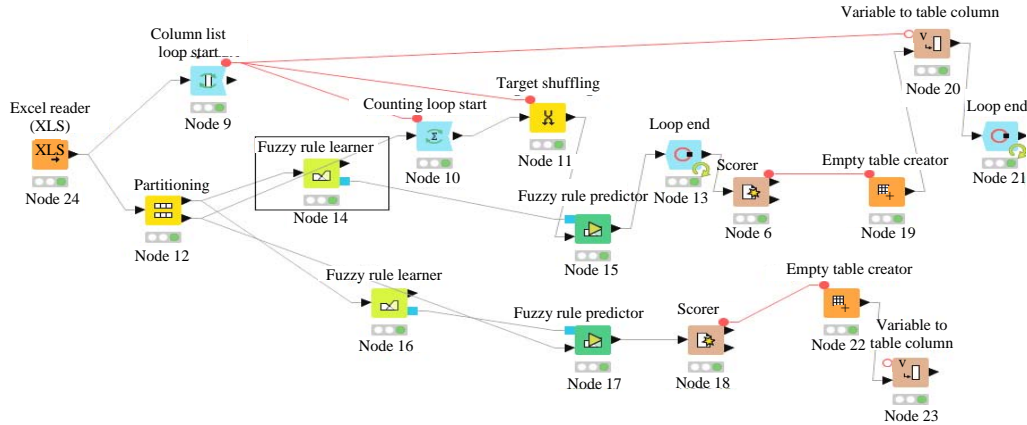 Variable to table column
V
Node 20
Column list
loop start
Node 9
Target shuffling
Node 11
Counting loop start
Σ
Node 10
Loop end
Node 21
Excel reader
(XLS)
XLS
Node 24
Loop end
Node 13
Fuzzy rule learner
Node 14
Scorer
Node 6
Empty table creator
Node 19
Partitioning
Node 12
Fuzzy rule predictor
Node 15
Fuzzy rule learner
Node 16
Fuzzy rule predictor
Node 17
Scorer
Node 18
Empty table creator
Node 22
Variable to
table column
V
Node 23